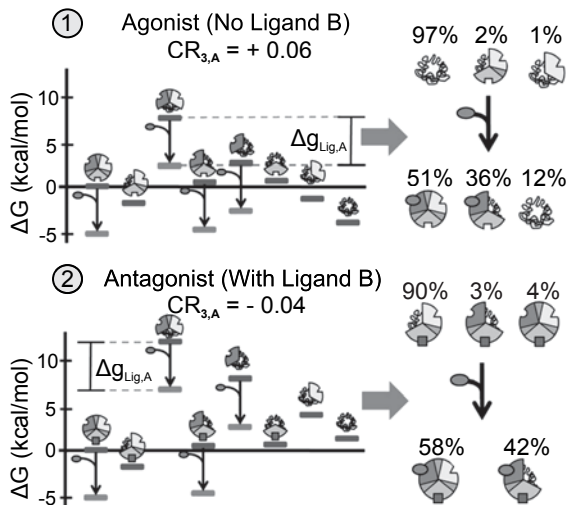 1 Agonist (No Ligand B)
CR3,A = + 0.06
97% 2% 1%
ΔG (kcal/mol)
10
5
0
-5
ΔgLig,A
51% 36% 12%
2 Antagonist (With Ligand B)
CR3,A = - 0.04
90% 3% 4%
ΔG (kcal/mol)
10
5
0
-5
ΔgLig,A
58% 42%